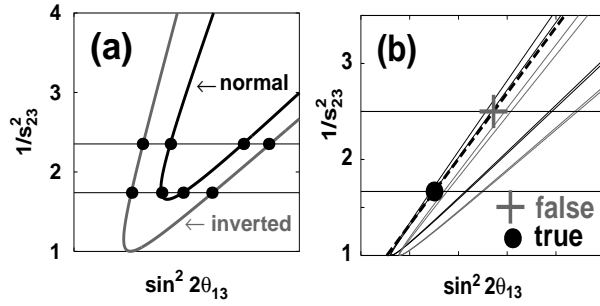 (a)
4
3
2
1
1/s²₂₃
normal
inverted
sin² 2θ₁₃
(b)
3
2
1
1/s²₂₃
false
true
sin² 2θ₁₃